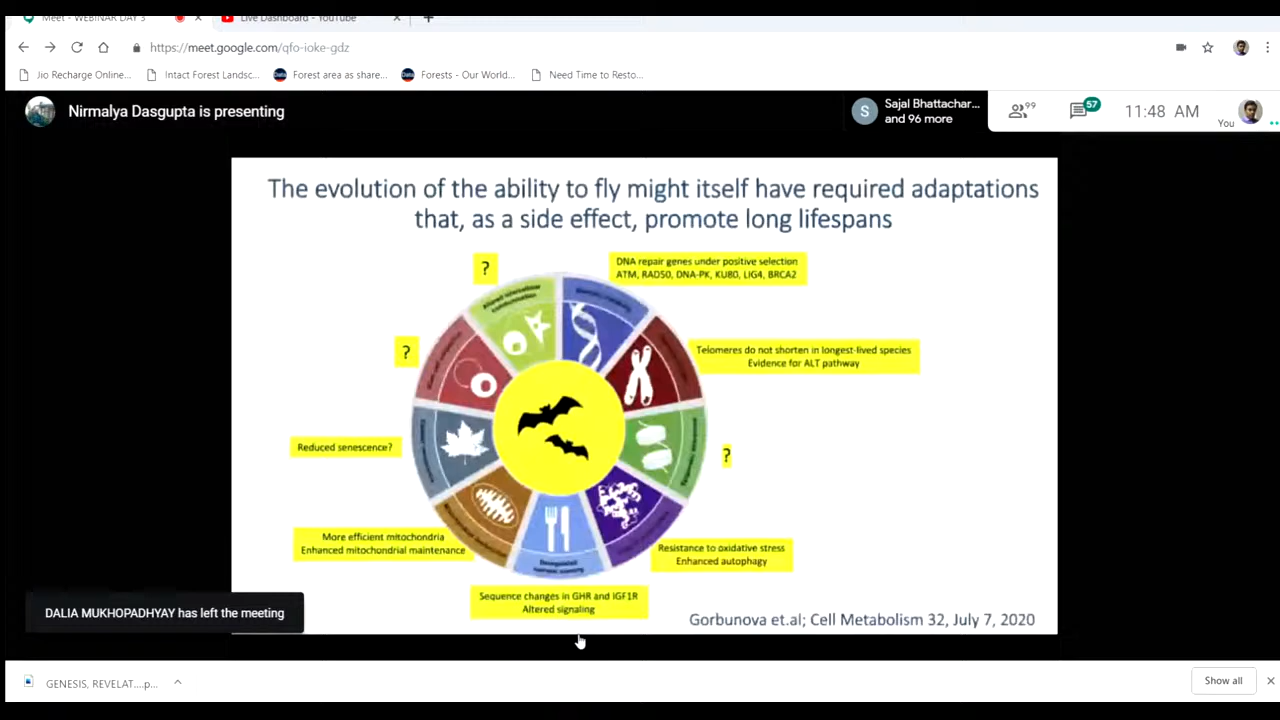 Meet - WEBINAR DAY 3
Live Dashboard - YouTube
https://meet.google.com/qfo-ioke-gdz
Jio Recharge Online...
Intact Forest Landsc...
Forest area as share...
Forests - Our World...
Need Time to Resto...
Nirmalya Dasgupta is presenting
S
Sajal Bhattachar...
and 96 more
99
57
11:48 AM
You
The evolution of the ability to fly might itself have required adaptations
that, as a side effect, promote long lifespans
?
DNA repair genes under positive selection
ATM, RAD50, DNA-PK, KU80, LIG4, BRCA2
Altered intercellular
communication
?
Telomeres do not shorten in longest-lived species
Evidence for ALT pathway
Reduced senescence?
?
More efficient mitochondria
Enhanced mitochondrial maintenance
Resistance to oxidative stress
Enhanced autophagy
Deregulated
nutrient sensing
Sequence changes in GHR and IGF1R
Altered signaling
DALIA MUKHOPADHYAY has left the meeting
Gorbunova et.al; Cell Metabolism 32, July 7, 2020
GENESIS, REVELAT....p...
Show all